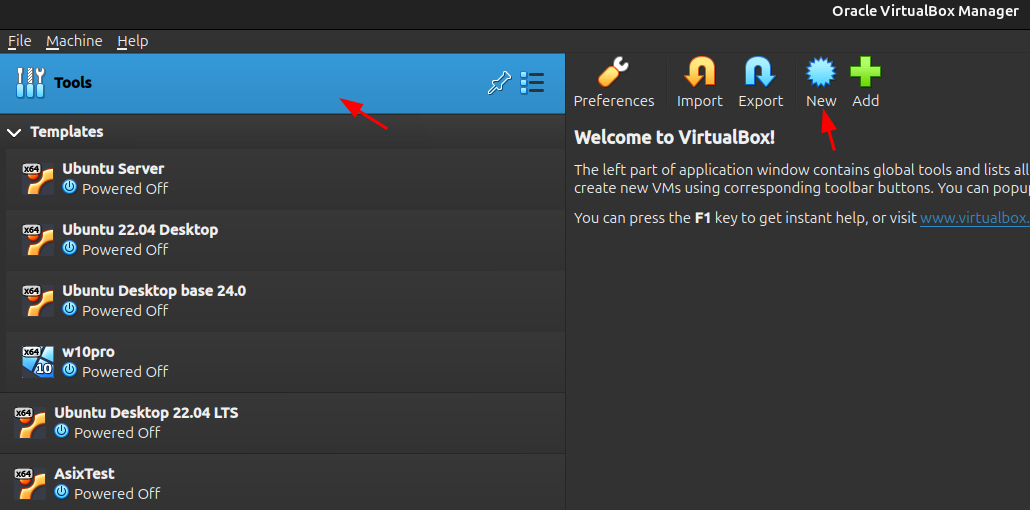 Oracle VirtualBox Manager
File Machine Help
Tools
Preferences Import Export New Add
Templates
x64 Ubuntu Server
Powered Off
x64 Ubuntu 22.04 Desktop
Powered Off
x64 Ubuntu Desktop base 24.0
Powered Off
x64 10 w10pro
Powered Off
x64 Ubuntu Desktop 22.04 LTS
Powered Off
x64 AsixTest
Powered Off
Welcome to VirtualBox!
The left part of application window contains global tools and lists all
create new VMs using corresponding toolbar buttons. You can popu
You can press the F1 key to get instant help, or visit www.virtualbox.